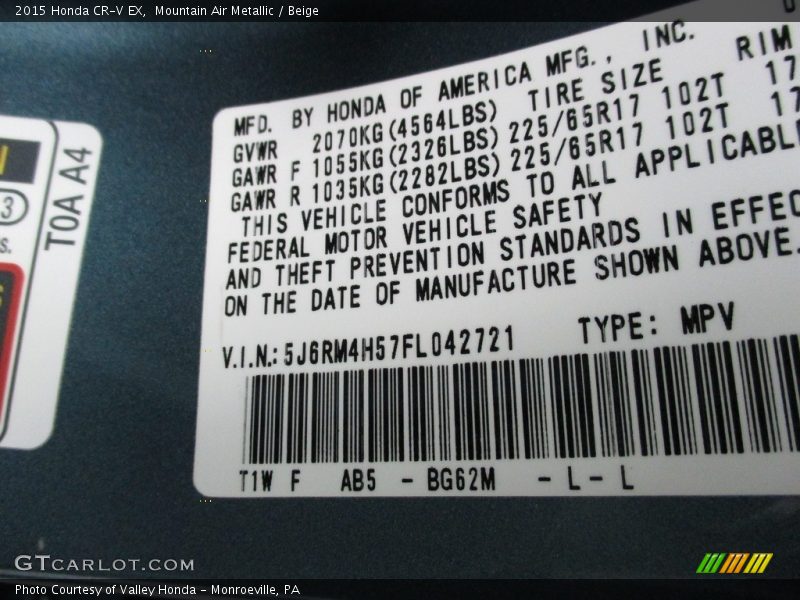 2015 Honda CR-V EX, Mountain Air Metallic / Beige
MFD. BY HONDA OF AMERICA MFG., INC.
GVWR 2070KG(4564LBS) TIRE SIZE RIM
GAWR F 1055KG(2326LBS) 225/65R17 102T 17
GAWR R 1035KG(2282LBS) 225/65R17 102T 17
THIS VEHICLE CONFORMS TO ALL APPLICABL
FEDERAL MOTOR VEHICLE SAFETY
AND THEFT PREVENTION STANDARDS IN EFFEC
ON THE DATE OF MANUFACTURE SHOWN ABOVE.
V.I.N.: 5J6RM4H57FL042721 TYPE: MPV
T1W F AB5 - BG62M - L - L
T0A A4
3
GTCARLOT.COM
Photo Courtesy of Valley Honda - Monroeville, PA